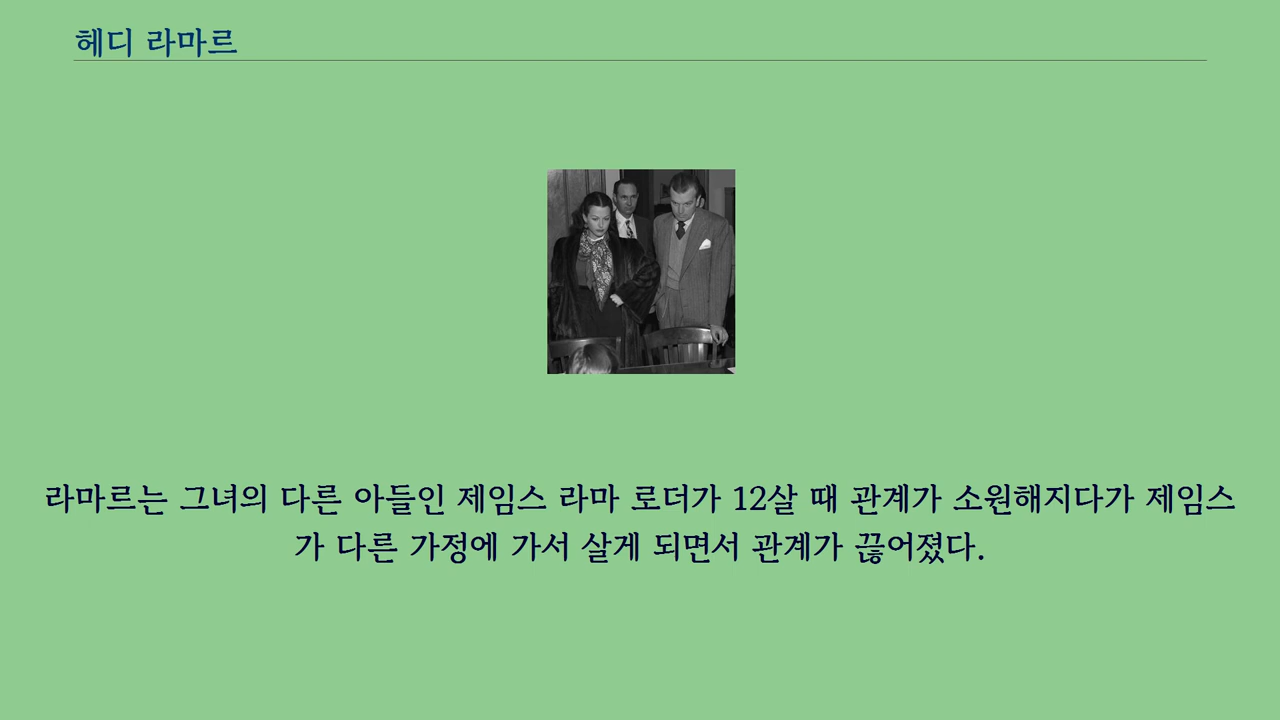 헤디 라마르
라마르는 그녀의 다른 아들인 제임스 라마 로더가 12살 때 관계가 소원해지다가 제임스
가 다른 가정에 가서 살게 되면서 관계가 끊어졌다.